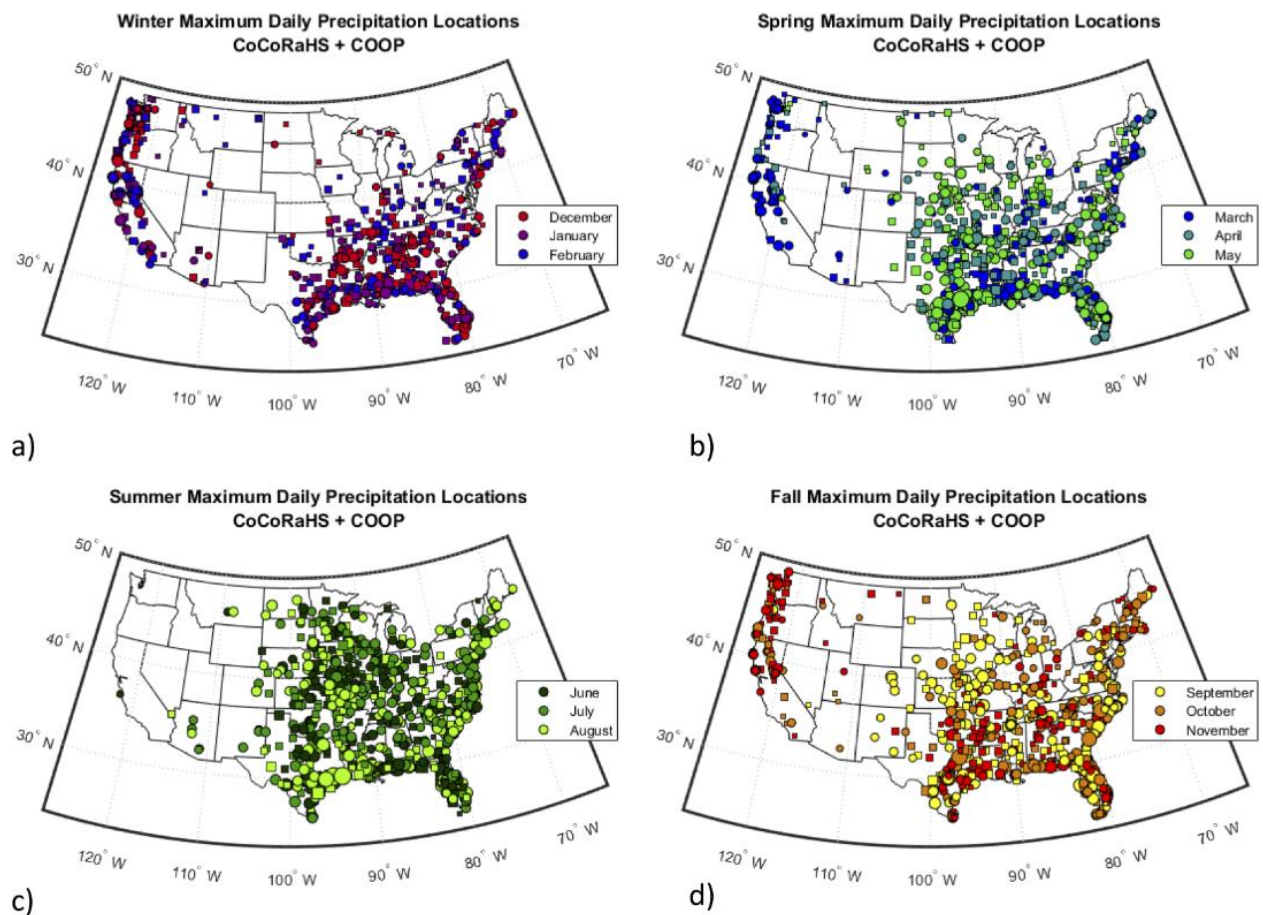 Winter Maximum Daily Precipitation Locations
CoCoRaHS + COOP
50° N
40° N
30° N
120° W
110° W
100° W
90° W
80° W
70° W
December
January
February
a)
Spring Maximum Daily Precipitation Locations
CoCoRaHS + COOP
50° N
40° N
30° N
120° W
110° W
100° W
90° W
80° W
70° W
March
April
May
b)
Summer Maximum Daily Precipitation Locations
CoCoRaHS + COOP
50° N
40° N
30° N
120° W
110° W
100° W
90° W
80° W
70° W
June
July
August
c)
Fall Maximum Daily Precipitation Locations
CoCoRaHS + COOP
50° N
40° N
30° N
120° W
110° W
100° W
90° W
80° W
70° W
September
October
November
d)